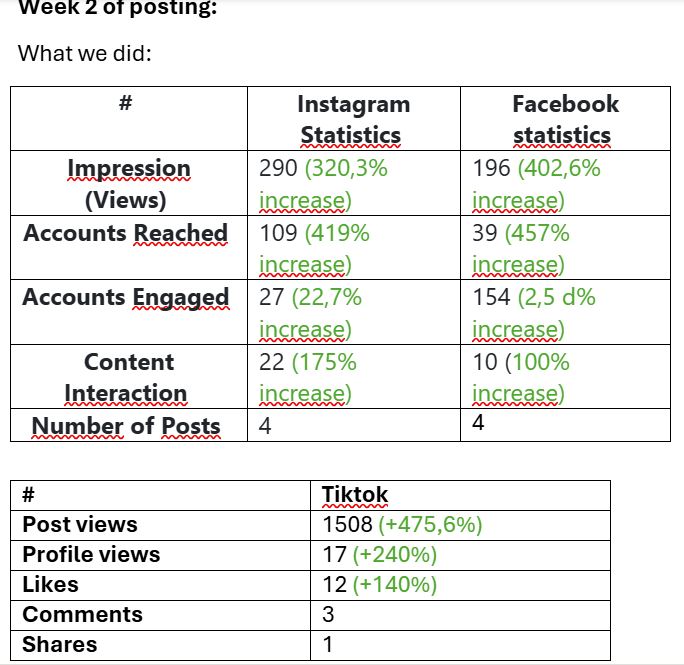 Week 2 of posting:
What we did:
# Instagram Statistics Facebook statistics
Impression (Views) 290 (320,3% increase) 196 (402,6% increase)
Accounts Reached 109 (419% increase) 39 (457% increase)
Accounts Engaged 27 (22,7% increase) 154 (2,5 d% increase)
Content Interaction 22 (175% increase) 10 (100% increase)
Number of Posts 4 4
# Tiktok
Post views 1508 (+475,6%)
Profile views 17 (+240%)
Likes 12 (+140%)
Comments 3
Shares 1